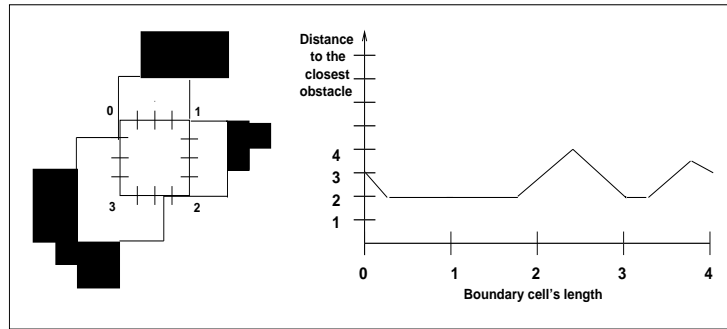 0 1
3 2
Distance
to the
closest
obstacle
4
3
2
1
0 1 2 3 4
Boundary cell's length